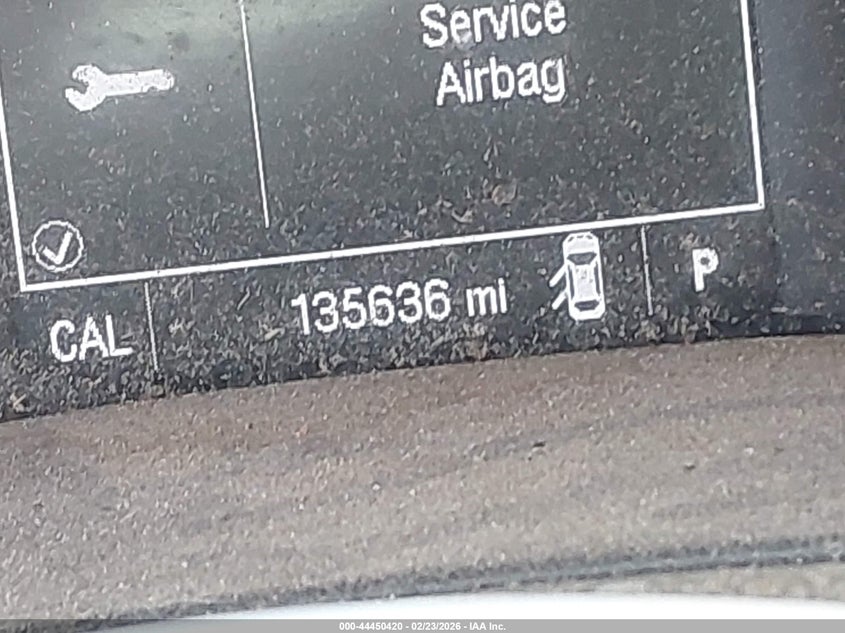 Service
Airbag
CAL
135636 mi
P
000-44450420 - 02/23/2026 - IAA Inc.